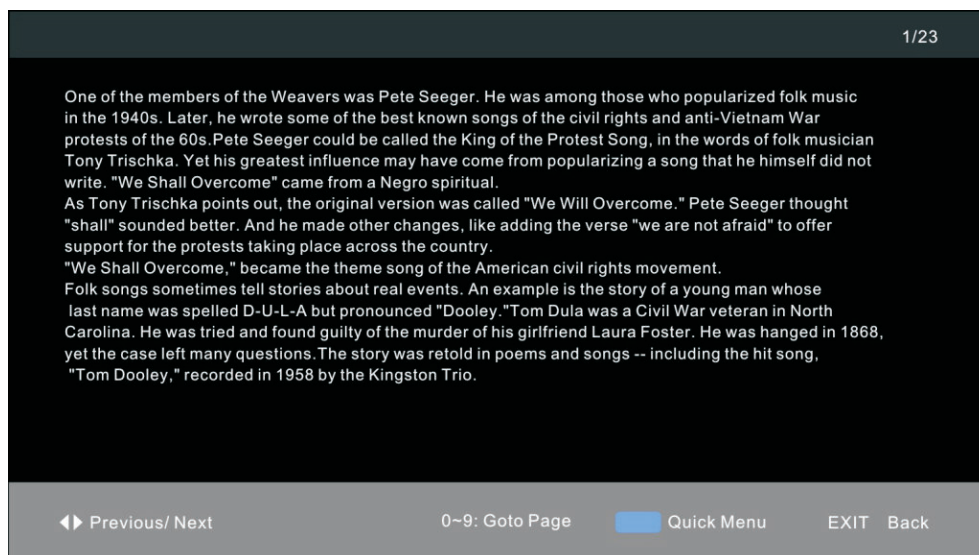 1/23
One of the members of the Weavers was Pete Seeger. He was among those who popularized folk music
in the 1940s. Later, he wrote some of the best known songs of the civil rights and anti-Vietnam War
protests of the 60s.Pete Seeger could be called the King of the Protest Song, in the words of folk musician
Tony Trischka. Yet his greatest influence may have come from popularizing a song that he himself did not
write. "We Shall Overcome" came from a Negro spiritual.
As Tony Trischka points out, the original version was called "We Will Overcome." Pete Seeger thought
"shall" sounded better. And he made other changes, like adding the verse "we are not afraid" to offer
support for the protests taking place across the country.
"We Shall Overcome," became the theme song of the American civil rights movement.
Folk songs sometimes tell stories about real events. An example is the story of a young man whose
last name was spelled D-U-L-A but pronounced "Dooley."Tom Dula was a Civil War veteran in North
Carolina. He was tried and found guilty of the murder of his girlfriend Laura Foster. He was hanged in 1868,
yet the case left many questions.The story was retold in poems and songs -- including the hit song,
"Tom Dooley," recorded in 1958 by the Kingston Trio.
Previous/ Next 0~9: Goto Page Quick Menu EXIT Back